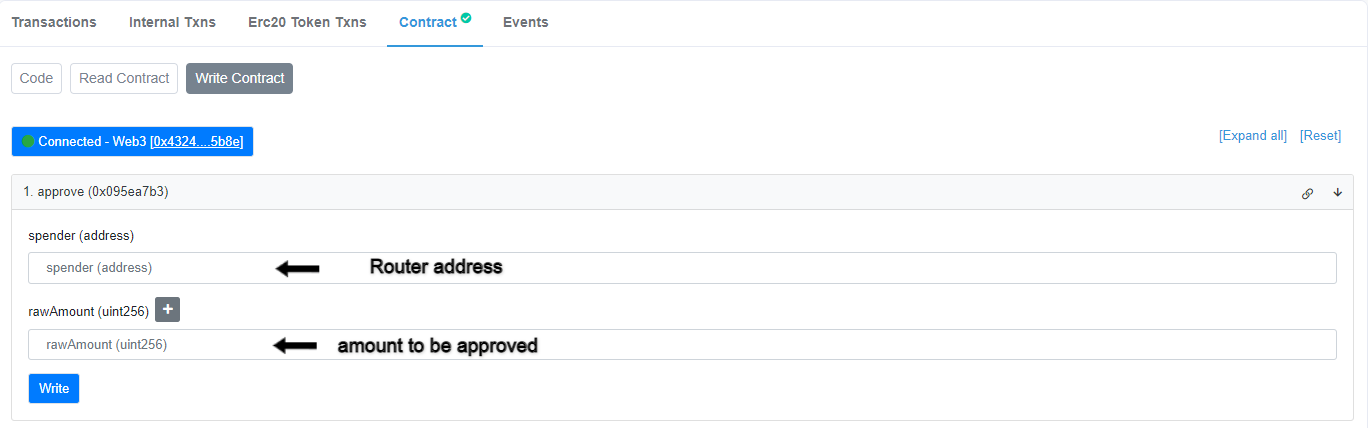 Transactions Internal Txns Erc20 Token Txns Contract Events
Code Read Contract Write Contract
Connected - Web3 [0x4324....5b8e] [Expand all] [Reset]
1. approve (0x095ea7b3)
spender (address)
spender (address) Router address
rawAmount (uint256) +
rawAmount (uint256) amount to be approved
Write